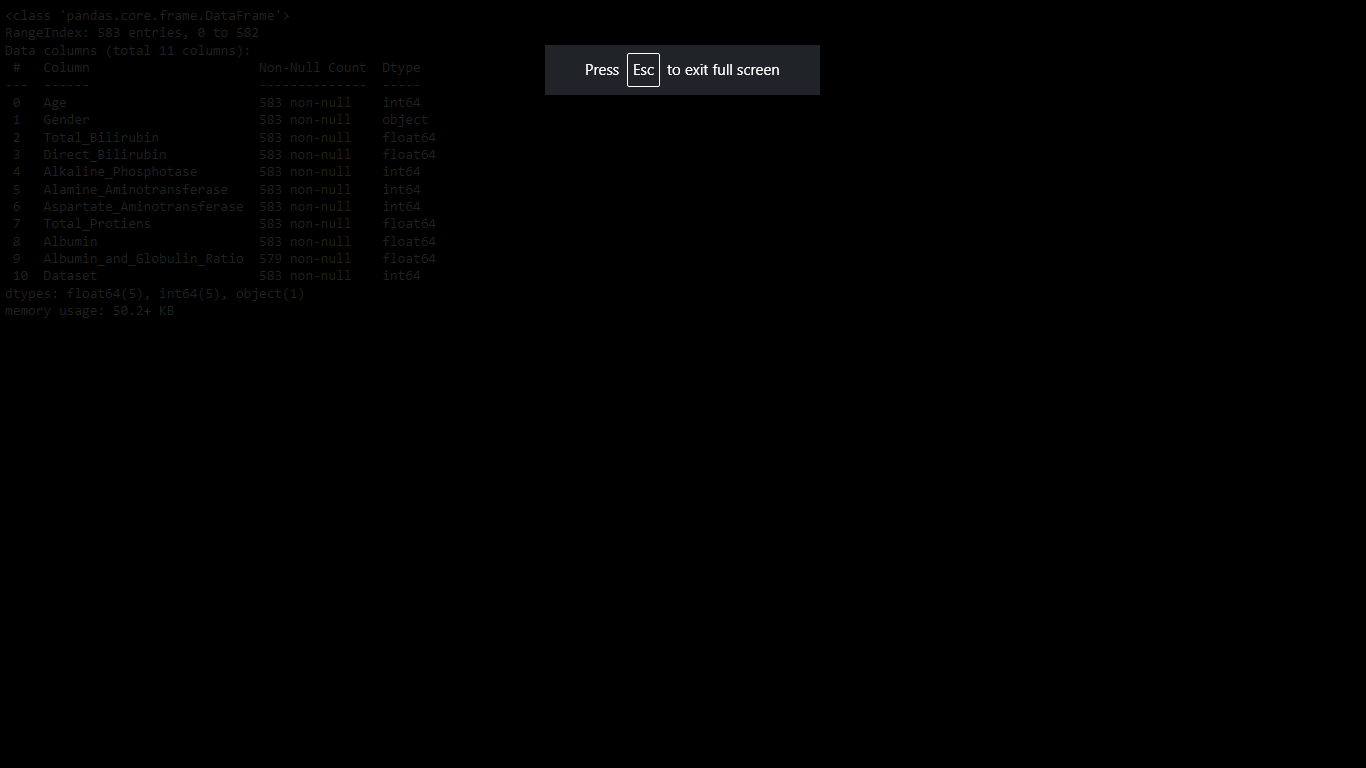 <class 'pandas.core.frame.DataFrame'>
RangeIndex: 583 entries, 0 to 582
Data columns (total 11 columns):
 #   Column                      Non-Null Count  Dtype
---  ------                      --------------  -----
 0   Age                         583 non-null    int64
 1   Gender                      583 non-null    object
 2   Total_Bilirubin             583 non-null    float64
 3   Direct_Bilirubin            583 non-null    float64
 4   Alkaline_Phosphotase        583 non-null    int64
 5   Alamine_Aminotransferase    583 non-null    int64
 6   Aspartate_Aminotransferase  583 non-null    int64
 7   Total_Protiens              583 non-null    float64
 8   Albumin                     583 non-null    float64
 9   Albumin_and_Globulin_Ratio  579 non-null    float64
 10  Dataset                     583 non-null    int64
dtypes: float64(5), int64(5), object(1)
memory usage: 50.2+ KB
Press Esc to exit full screen